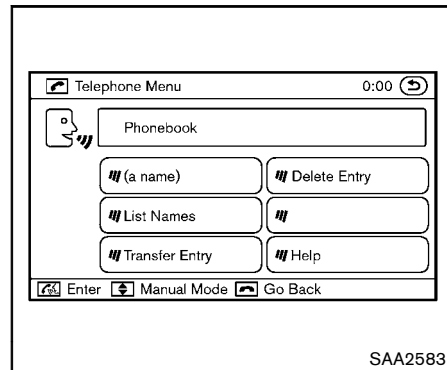 Telephone Menu 0:00
Phonebook
(a name) Delete Entry
List Names
Transfer Entry Help
Enter Manual Mode Go Back
SAA2583